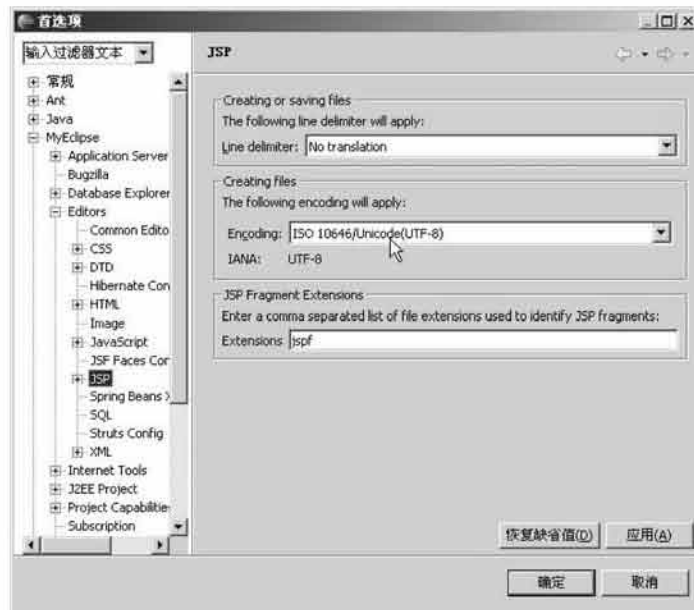 首选项
输入过滤器文本
常规
Ant
Java
MyEclipse
Application Server
Bugzilla
Database Explorer
Editors
Common Edito
CSS
DTD
Hibernate Con
HTML
Image
JavaScript
JSF Faces Cor
JSP
Spring Beans X
SQL
Struts Config
XML
Internet Tools
J2EE Project
Project Capabilitie
Subscription
JSP
Creating or saving files
The following line delimiter will apply:
Line delimiter: No translation
Creating files
The following encoding will apply:
Encoding: ISO 10646/Unicode(UTF-8)
IANA: UTF-8
JSP Fragment Extensions
Enter a comma separated list of file extensions used to identify JSP fragments:
Extensions jspf
恢复缺省值(D) 应用(A)
确定 取消